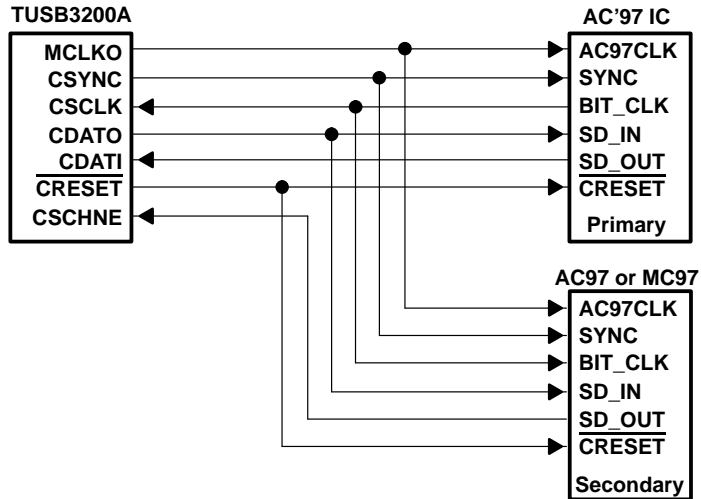 TUSB3200A
MCLKO
CSYNC
CSCLK
CDATO
CDATI
CRESET
CSCHNE
AC'97 IC
AC97CLK
SYNC
BIT_CLK
SD_IN
SD_OUT
CRESET
Primary
AC97 or MC97
AC97CLK
SYNC
BIT_CLK
SD_IN
SD_OUT
CRESET
Secondary